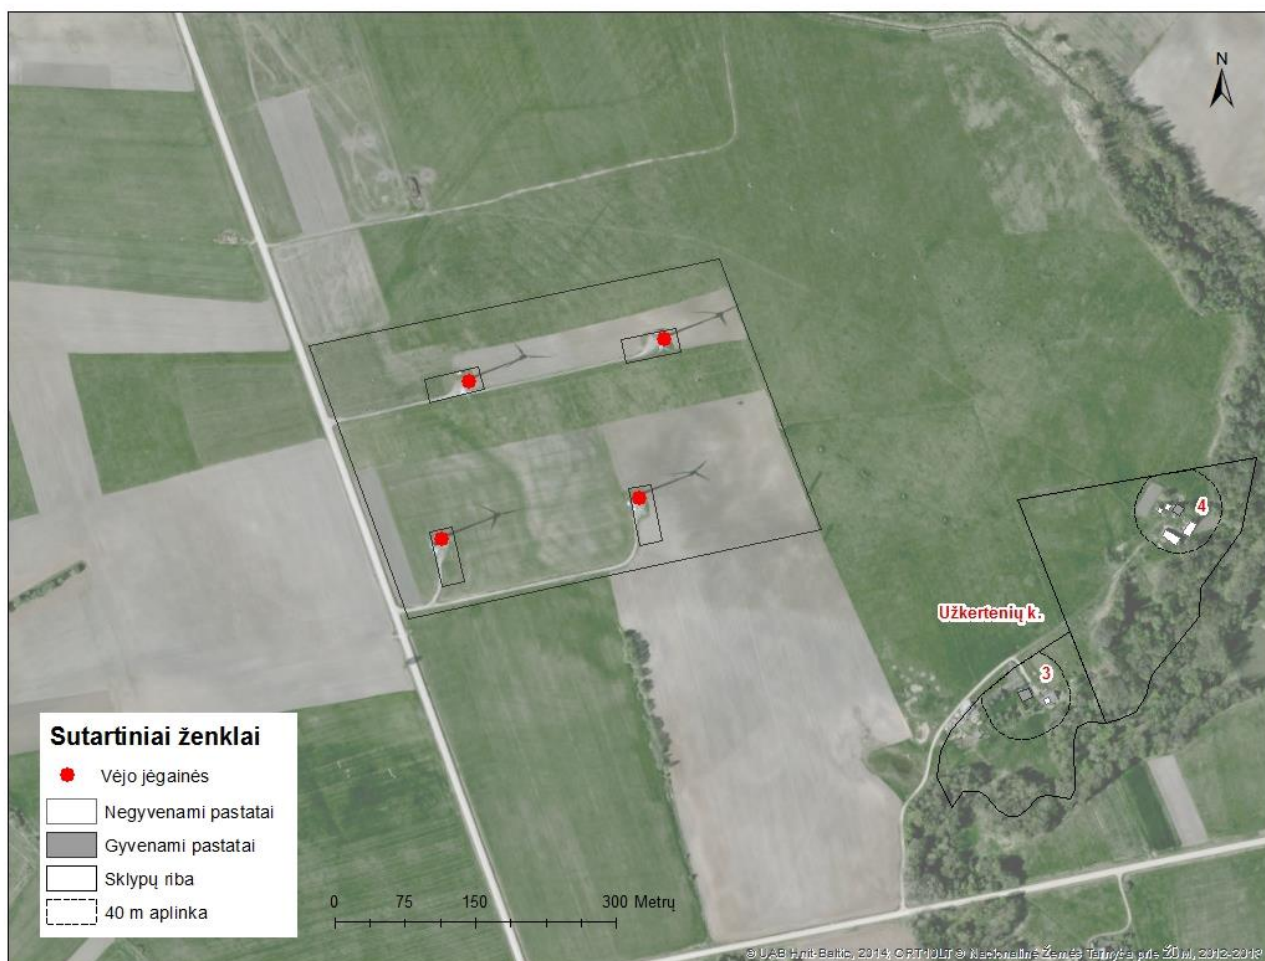 N
4
Užkertenių k.
3
Sutartiniai ženklai
Vėjo jėgainės
Negyvenami pastatai
Gyvenami pastatai
Sklypų riba
40 m aplinka
0 75 150 300 Metrų
© UAB Hnit-Baltic, 2014; ORT10LT © Nacionalinė Žemės Tarnyba prie ŽŪM, 2012-2013